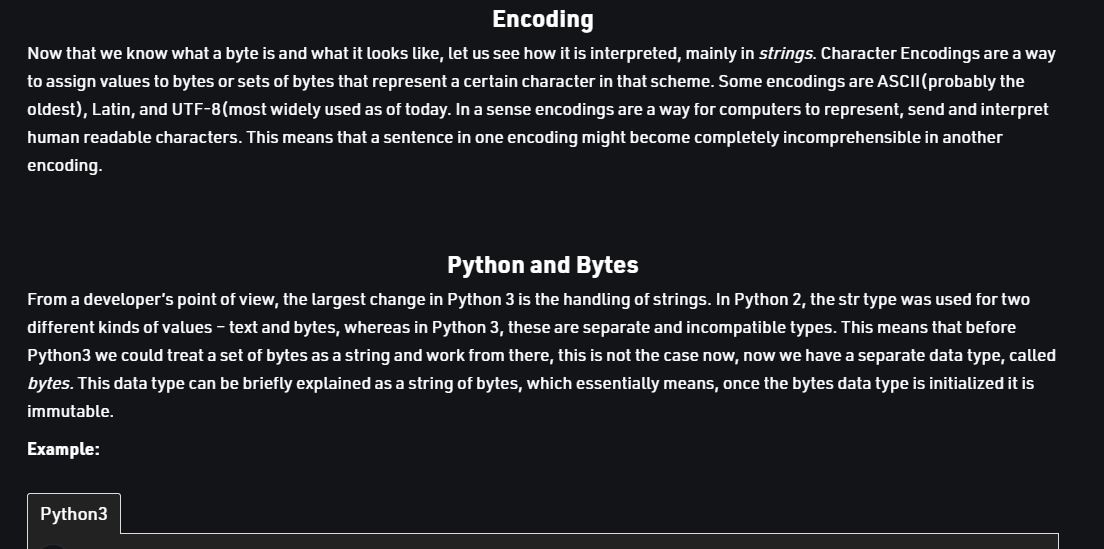 Encoding
Now that we know what a byte is and what it looks like, let us see how it is interpreted, mainly in strings. Character Encodings are a way
to assign values to bytes or sets of bytes that represent a certain character in that scheme. Some encodings are ASCII(probably the
oldest), Latin, and UTF-8(most widely used as of today. In a sense encodings are a way for computers to represent, send and interpret
human readable characters. This means that a sentence in one encoding might become completely incomprehensible in another
encoding.
Python and Bytes
From a developer's point of view, the largest change in Python 3 is the handling of strings. In Python 2, the str type was used for two
different kinds of values – text and bytes, whereas in Python 3, these are separate and incompatible types. This means that before
Python3 we could treat a set of bytes as a string and work from there, this is not the case now, now we have a separate data type, called
bytes. This data type can be briefly explained as a string of bytes, which essentially means, once the bytes data type is initialized it is
immutable.
Example:
Python3